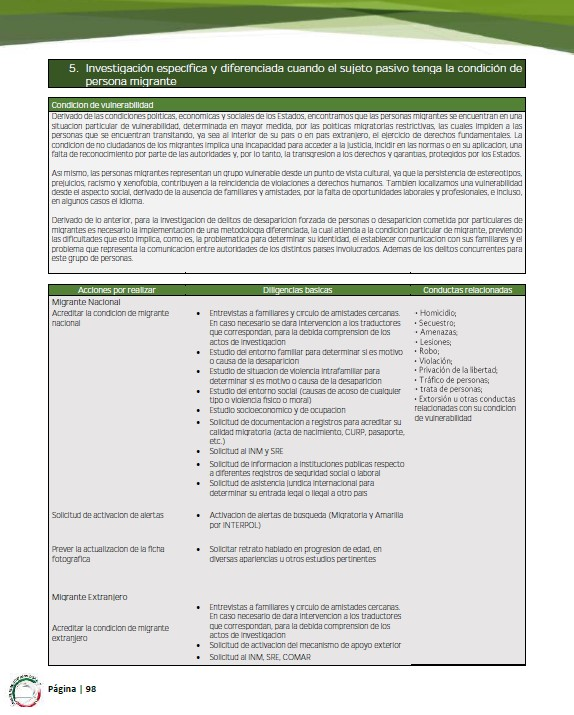 5. Investigación específica y diferenciada cuando el sujeto pasivo tenga la condición de
persona migrante
Condicion de vulnerabilidad
Derivado de las condiciones politicas, economicas y sociales de los Estados, encontramos que las personas migrantes se encuentran en una
situacion particular de vulnerabilidad, determinada en mayor medida, por las politicas migratorias restrictivas, las cuales impiden a las
personas que se encuentran transitando, ya sea al interior de su pais o en pais extranjero, el ejercicio de derechos fundamentales. La
condición de no ciudadanos de los migrantes implica una incapacidad para acceder a la justicia, incidir en las normas o en su aplicacion, una
falta de reconocimiento por parte de las autoridades y, por lo tanto, la transgresion a los derechos y garantias, protegidos por los Estados.
Asi mismo, las personas migrantes representan un grupo vulnerable desde un punto de vista cultural, ya que la persistencia de estereotipos,
prejuicios, racismo y xenofobia, contribuyen a la reincidencia de violaciones a derechos humanos. Tambien localizamos una vulnerabilidad
desde el aspecto social, derivado de la ausencia de familiares y amistades, por la falta de oportunidades laborales y profesionales, e incluso,
en algunos casos el idioma.
Derivado de lo anterior, para la investigacion de delitos de desaparicion forzada de personas o desaparicion cometida por particulares de
migrantes es necesario la implementacion de una metodologia diferenciada, la cual atienda a la condicion particular de migrante, previendo
las dificultades que esto implica, como es, la problematica para determinar su identidad, el establecer comunicacion con sus familiares y el
problema que representa la comunicacion entre autoridades de los distintos paises involucrados. Ademas de los delitos concurrentes para
este grupo de personas.
Acciones por realizar Diligencias basicas Conductas relacionadas
Migrante Nacional
Acreditar la condicion de migrante
nacional
• Entrevistas a familiares y circulo de amistades cercanas.
En caso necesario se dara intervencion a los traductores
que correspondan, para la debida comprension de los
actos de investigacion
• Estudio del entorno familiar para determinar si es motivo
o causa de la desaparicion
• Estudio de situacion de violencia intrafamiliar para
determinar si es motivo o causa de la desaparicion
• Estudio del entorno social (causas de acoso de cualquier
tipo o violencia fisico o moral)
• Estudio socioeconomico y de ocupacion
• Solicitud de documentacion a registros para acreditar su
calidad migratoria (acta de nacimiento, CURP, pasaporte,
etc.)
• Solicitud al INM y SRE
• Solicitud de informacion a instituciones publicas respecto
a diferentes registros de seguridad social o laboral
• Solicitud de asistencia juridica internacional para
determinar su entrada legal o ilegal a otro pais
• Homicidio;
• Secuestro;
• Amenazas;
• Lesiones;
• Robo;
• Violación;
• Privación de la libertad;
• Tráfico de personas;
• trata de personas;
• Extorsión u otras conductas
relacionadas con su condicion
de vulnerabilidad
Solicitud de activacion de alertas
• Activacion de alertas de busqueda (Migratoria y Amarilla
por INTERPOL)
Prever la actualizacion de la ficha
fotografica
• Solicitar retrato hablado en progresion de edad, en
diversas apariencias u otros estudios pertinentes
Migrante Extranjero
Acreditar la condicion de migrante
extranjero
• Entrevistas a familiares y circulo de amistades cercanas.
En caso necesario se dara intervencion a los traductores
que correspondan, para la debida comprension de los
actos de investigacion
• Solicitud de activacion del mecanismo de apoyo exterior
• Solicitud al INM, SRE, COMAR
Página | 98